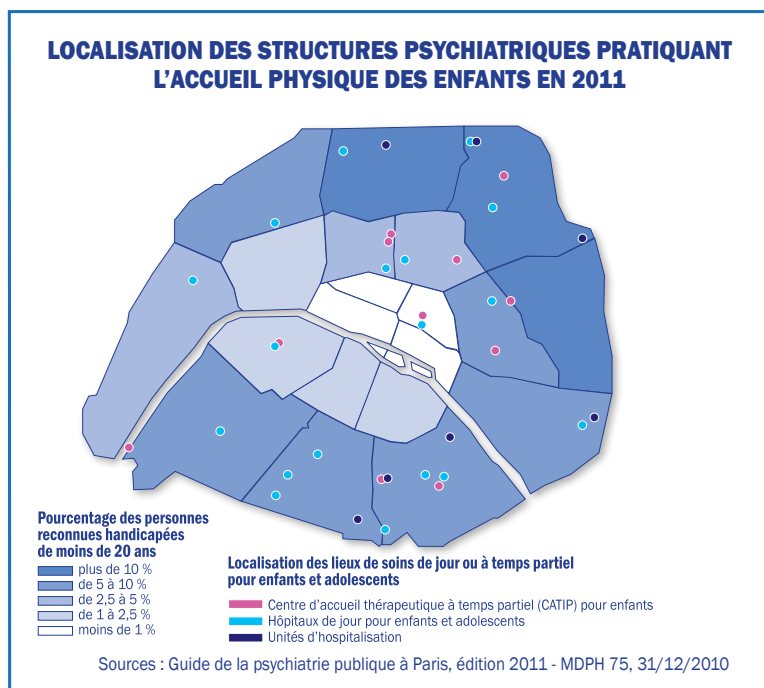 LOCALISATION DES STRUCTURES PSYCHIATRIQUES PRATIQUANT
L'ACCUEIL PHYSIQUE DES ENFANTS EN 2011
Pourcentage des personnes
reconnues handicapées
de moins de 20 ans
plus de 10 %
de 5 à 10 %
de 2,5 à 5 %
de 1 à 2,5 %
moins de 1 %
Localisation des lieux de soins de jour ou à temps partiel
pour enfants et adolescents
Centre d'accueil thérapeutique à temps partiel (CATIP) pour enfants
Hôpitaux de jour pour enfants et adolescents
Unités d'hospitalisation
Sources : Guide de la psychiatrie publique à Paris, édition 2011 - MDPH 75, 31/12/2010